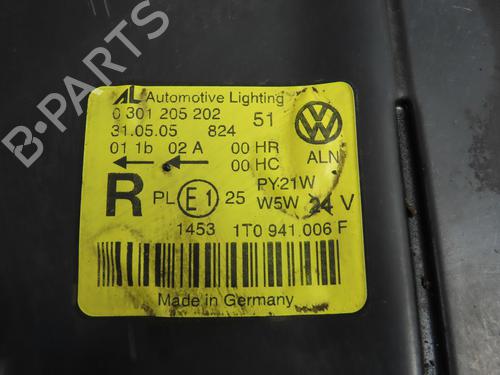 B-PARTS
AL Automotive Lighting
0 301 205 202 51
31.05.05 824
01 1b 02 A 00 HR ALN
00 HC
R PL E1 25 PY21W
W5W 24 V
1453 1T0 941.006 F
Made in Germany